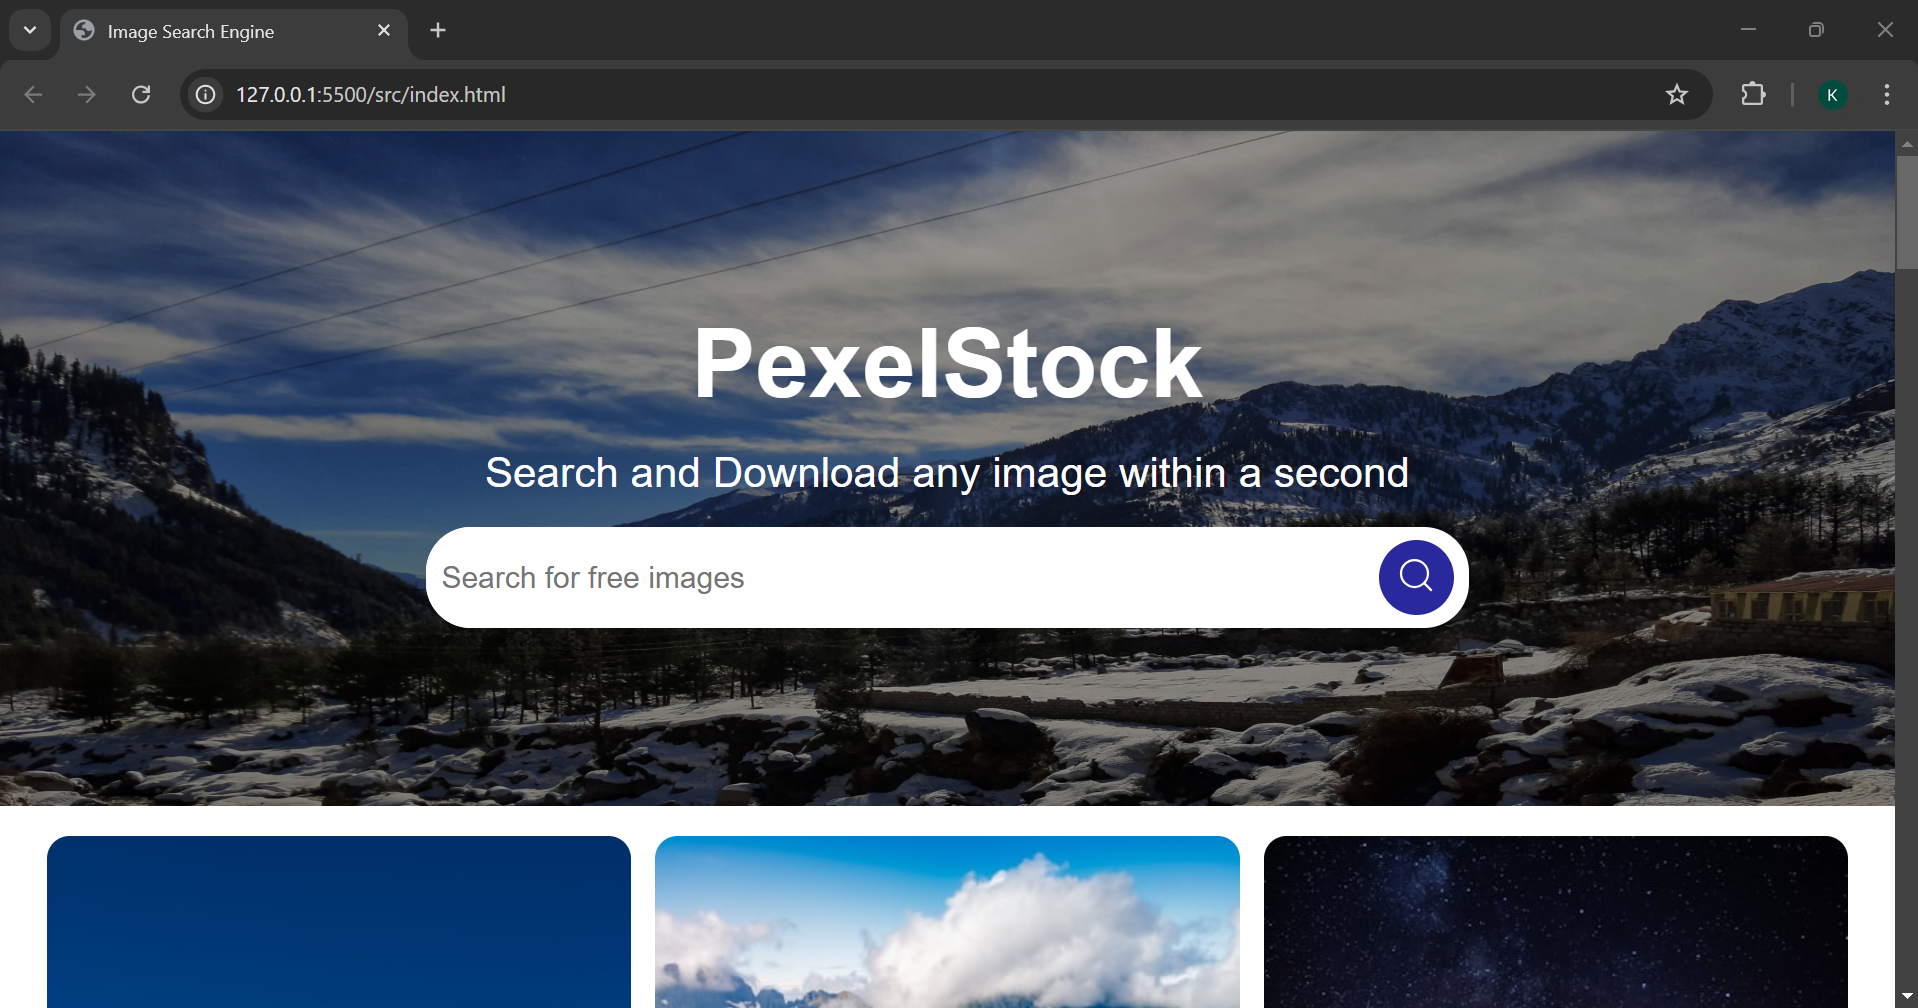 Image Search Engine
127.0.0.1:5500/src/index.html
K
PexelStock
Search and Download any image within a second
Search for free images